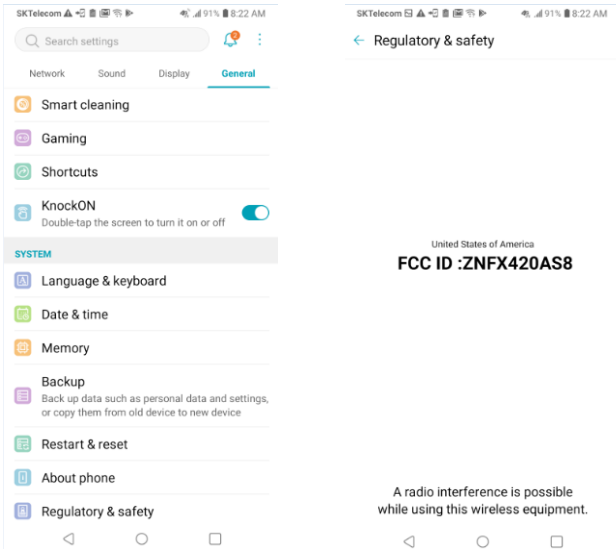 SKTelecom 91% 8:22 AM
Search settings
2
Network Sound Display General
Smart cleaning
Gaming
Shortcuts
KnockON
Double-tap the screen to turn it on or off
SYSTEM
Language & keyboard
Date & time
Memory
Backup
Back up data such as personal data and settings,
or copy them from old device to new device
Restart & reset
About phone
Regulatory & safety
SKTelecom 91% 8:22 AM
Regulatory & safety
United States of America
FCC ID :ZNFX420AS8
A radio interference is possible
while using this wireless equipment.